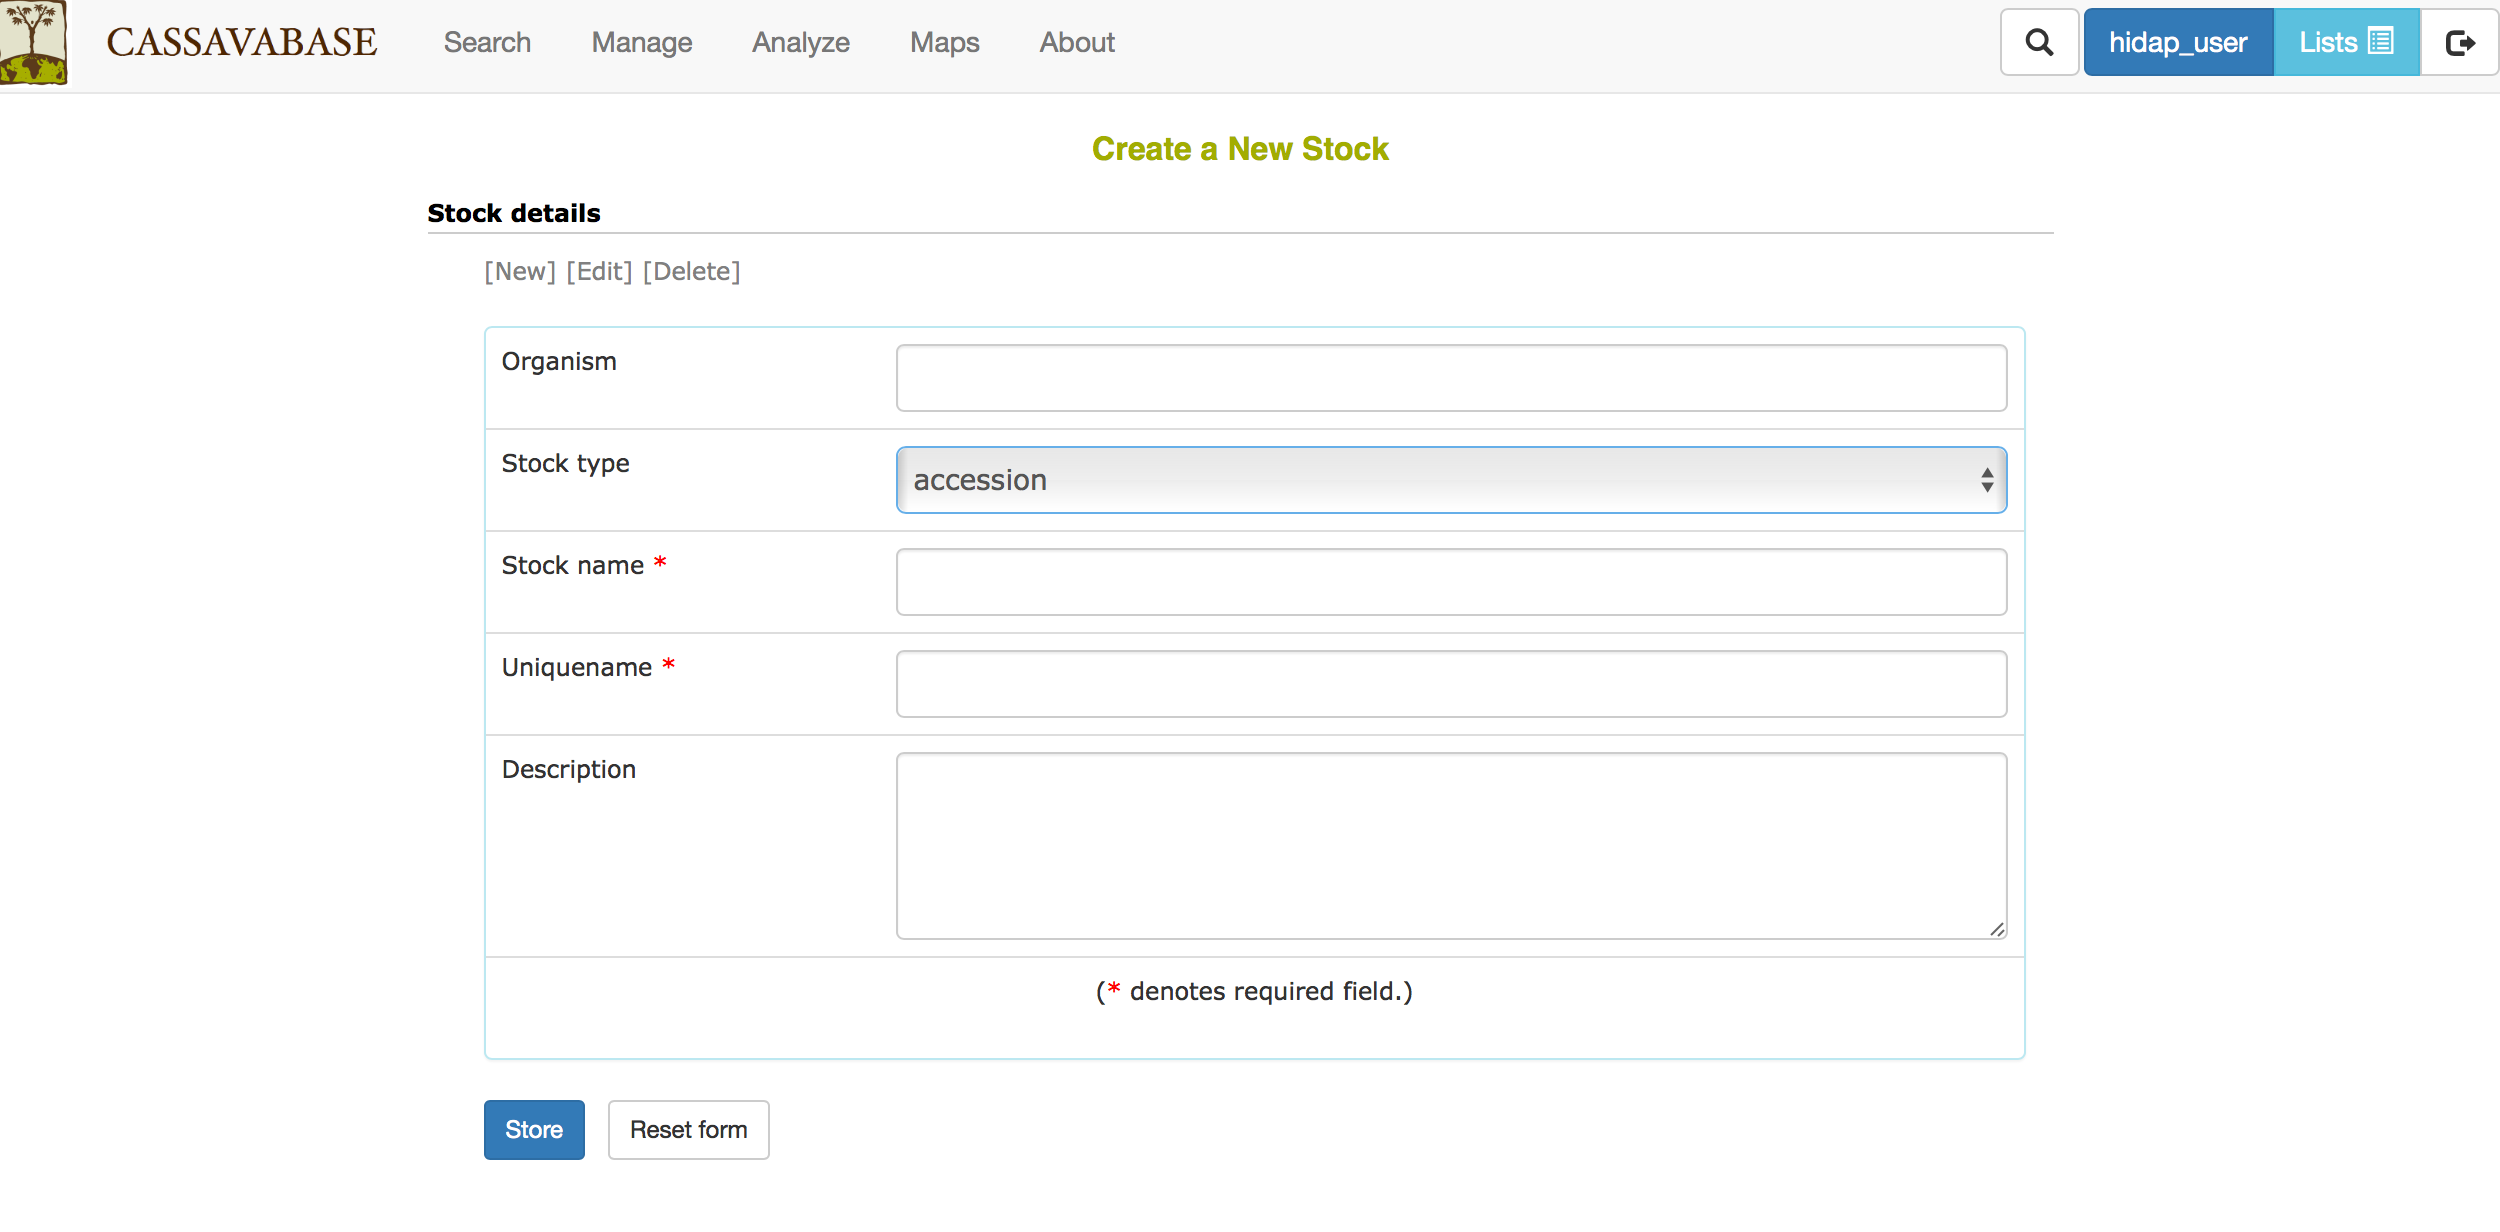 CASSAVABASE Search Manage Analyze Maps About hidap_user Lists
Create a New Stock
Stock details
[New] [Edit] [Delete]
Organism
Stock type accession
Stock name *
Uniquename *
Description
(* denotes required field.)
Store Reset form